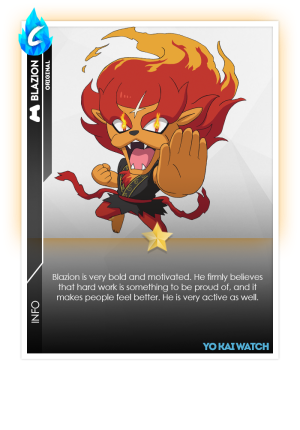 BLAZION
ORIGINAL
Blazion is very bold and motivated. He firmly believes
that hard work is something to be proud of, and it
makes people feel better. He is very active as well.
INFO
YO KAI WATCH